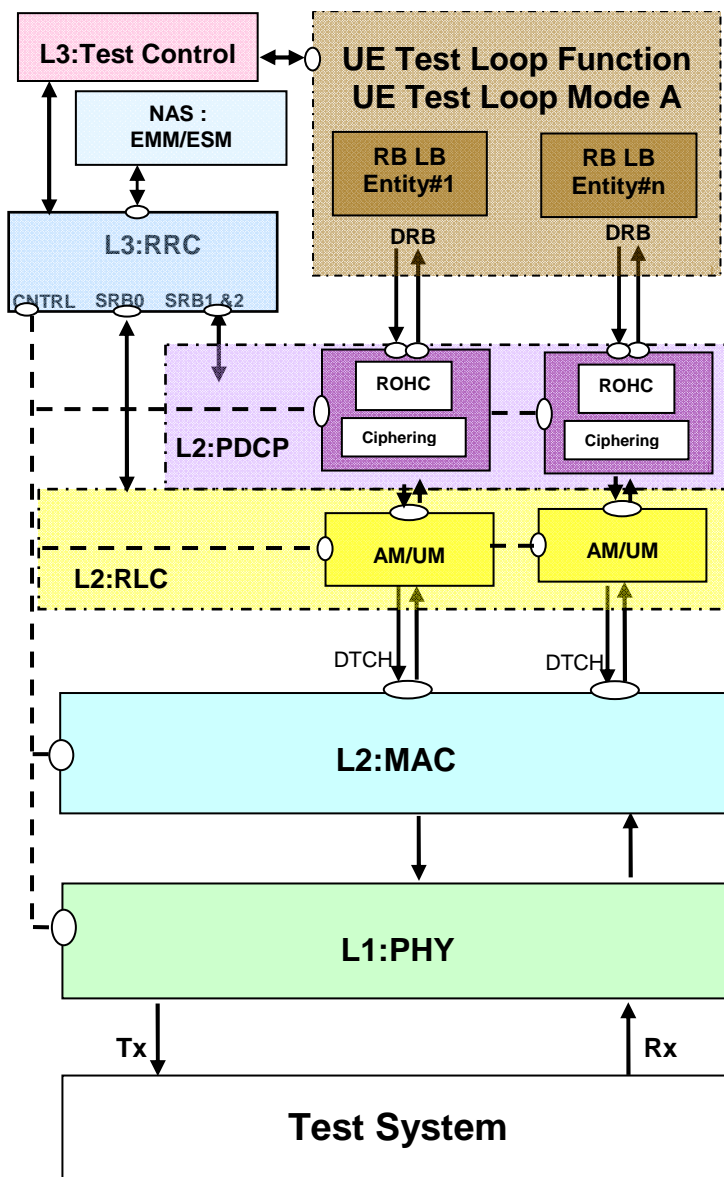 L3:Test Control
UE Test Loop Function
UE Test Loop Mode A
NAS :
EMM/ESM
RB LB
Entity#1
RB LB
Entity#n
DRB
DRB
L3:RRC
CNTRL
SRB0
SRB1 &2
ROHC
Ciphering
ROHC
Ciphering
L2:PDCP
AM/UM
AM/UM
L2:RLC
DTCH
DTCH
L2:MAC
L1:PHY
Tx
Rx
Test System